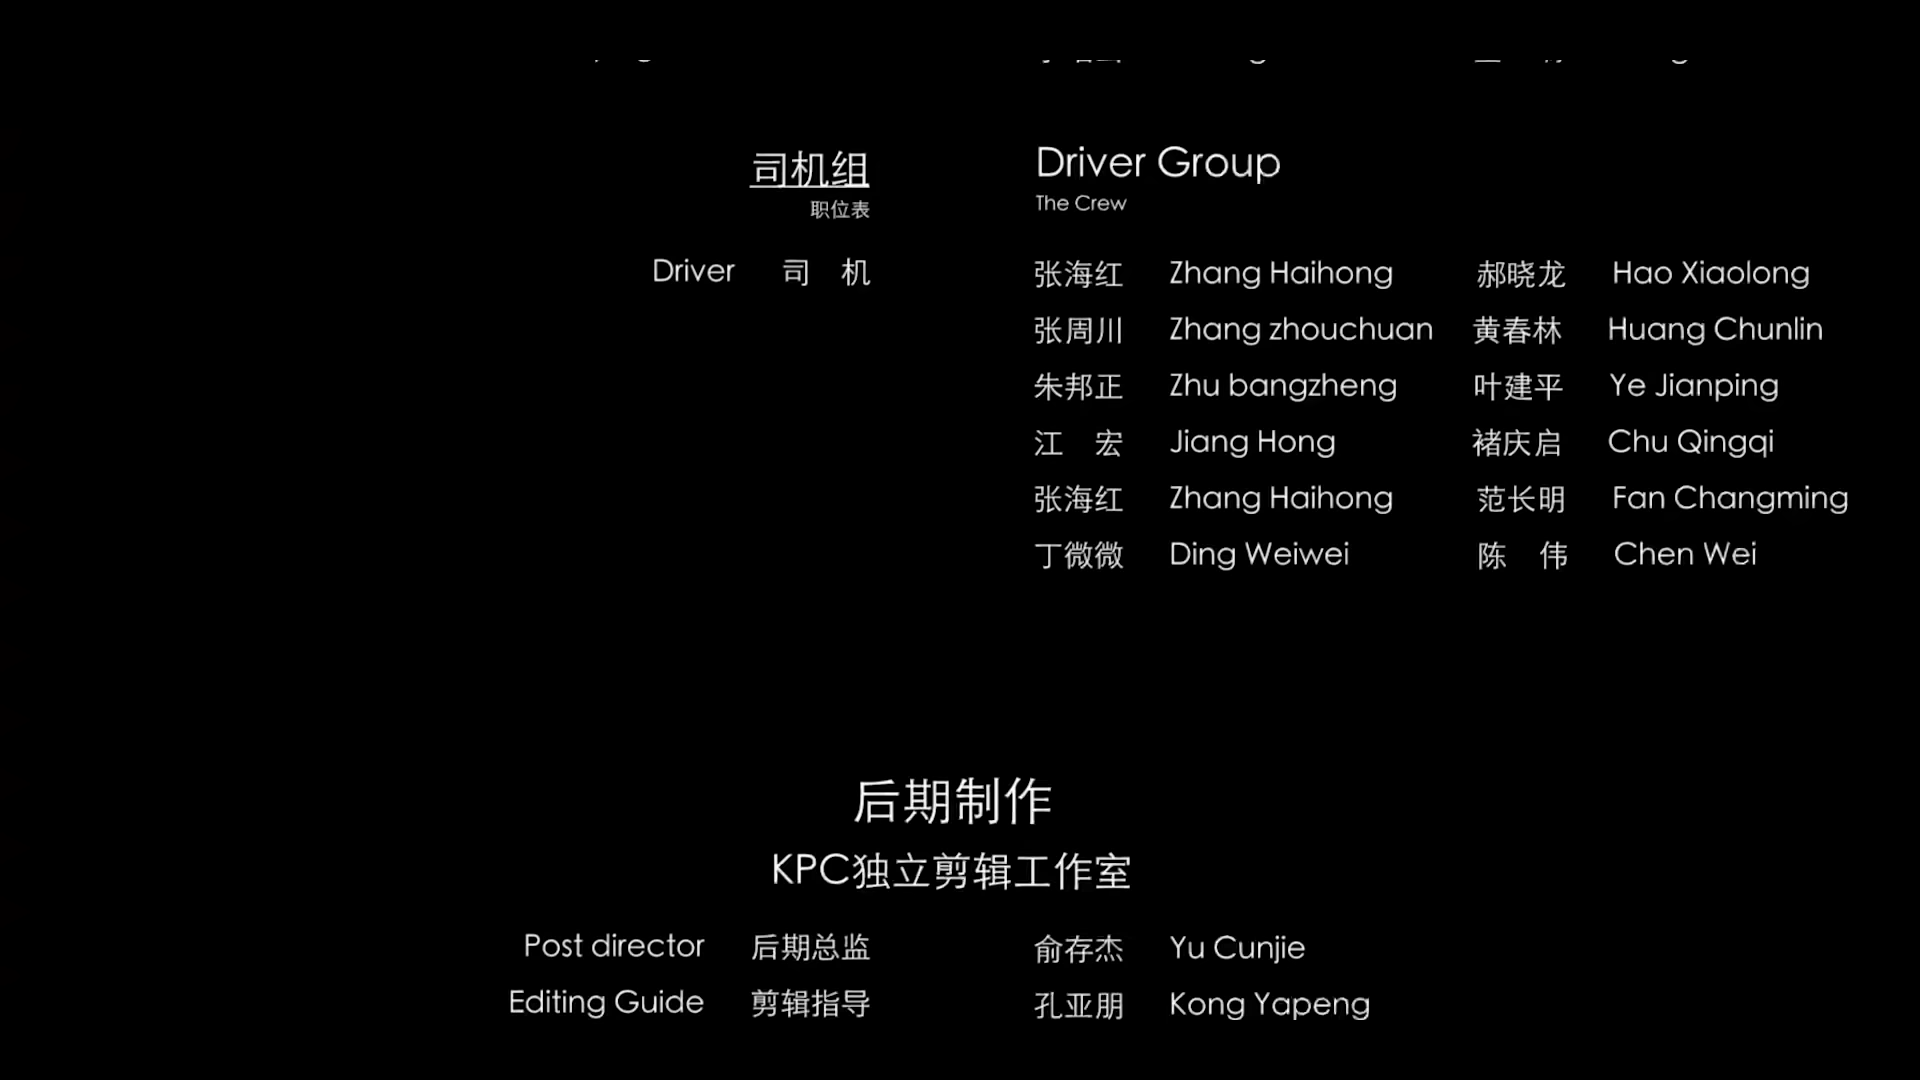 司机组 Driver Group
职位表 The Crew
Driver 司 机 张海红 Zhang Haihong 郝晓龙 Hao Xiaolong
张周川 Zhang zhouchuan 黄春林 Huang Chunlin
朱邦正 Zhu bangzheng 叶建平 Ye Jianping
江 宏 Jiang Hong 褚庆启 Chu Qingqi
张海红 Zhang Haihong 范长明 Fan Changming
丁微微 Ding Weiwei 陈 伟 Chen Wei
后期制作
KPC独立剪辑工作室
Post director 后期总监 俞存杰 Yu Cunjie
Editing Guide 剪辑指导 孔亚朋 Kong Yapeng